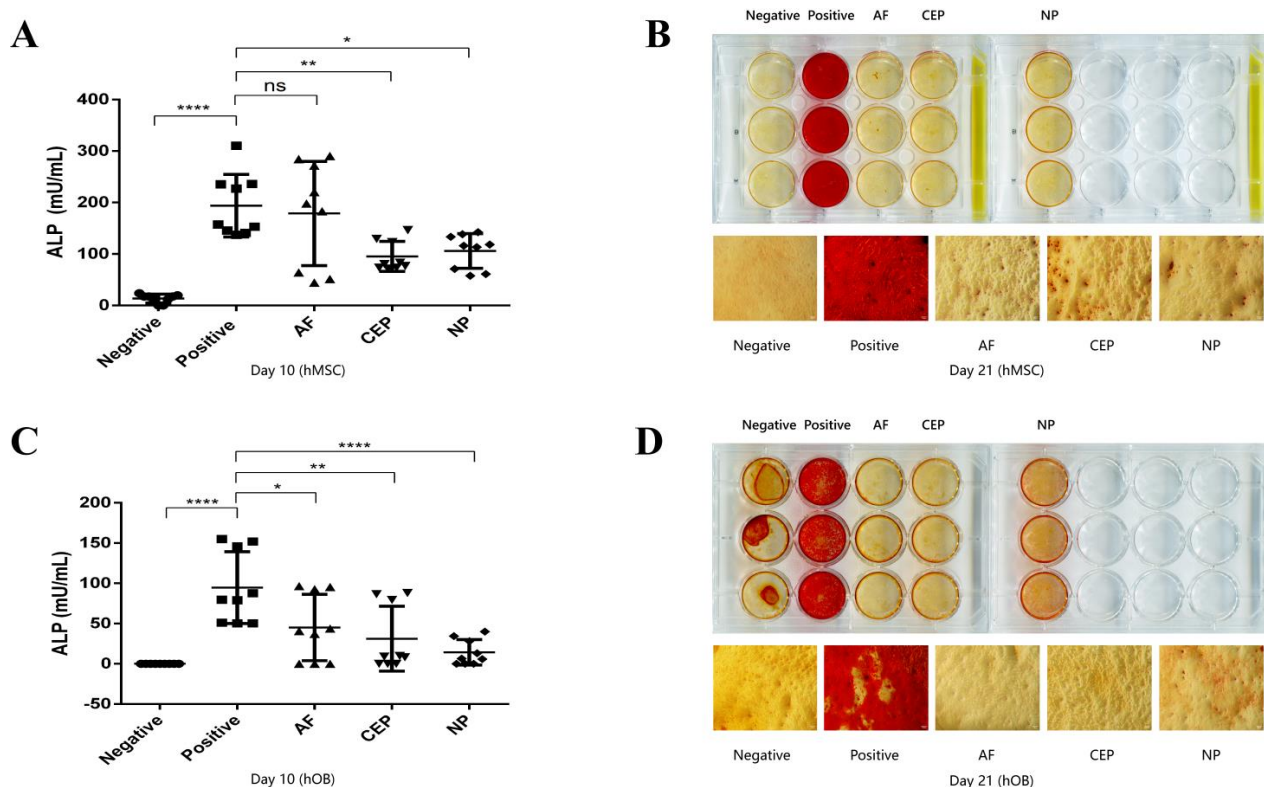 A
*
**
ns
****
400
300
200
100
0
ALP (mU/mL)
Negative
Positive
AF
CEP
NP
Day 10 (hMSC)
B
Negative Positive AF CEP NP
Negative Positive AF CEP NP
Day 21 (hMSC)
C
****
**
*
****
200
150
100
50
0
-50
ALP (mU/mL)
Negative
Positive
AF
CEP
NP
Day 10 (hOB)
D
Negative Positive AF CEP NP
Negative Positive AF CEP NP
Day 21 (hOB)